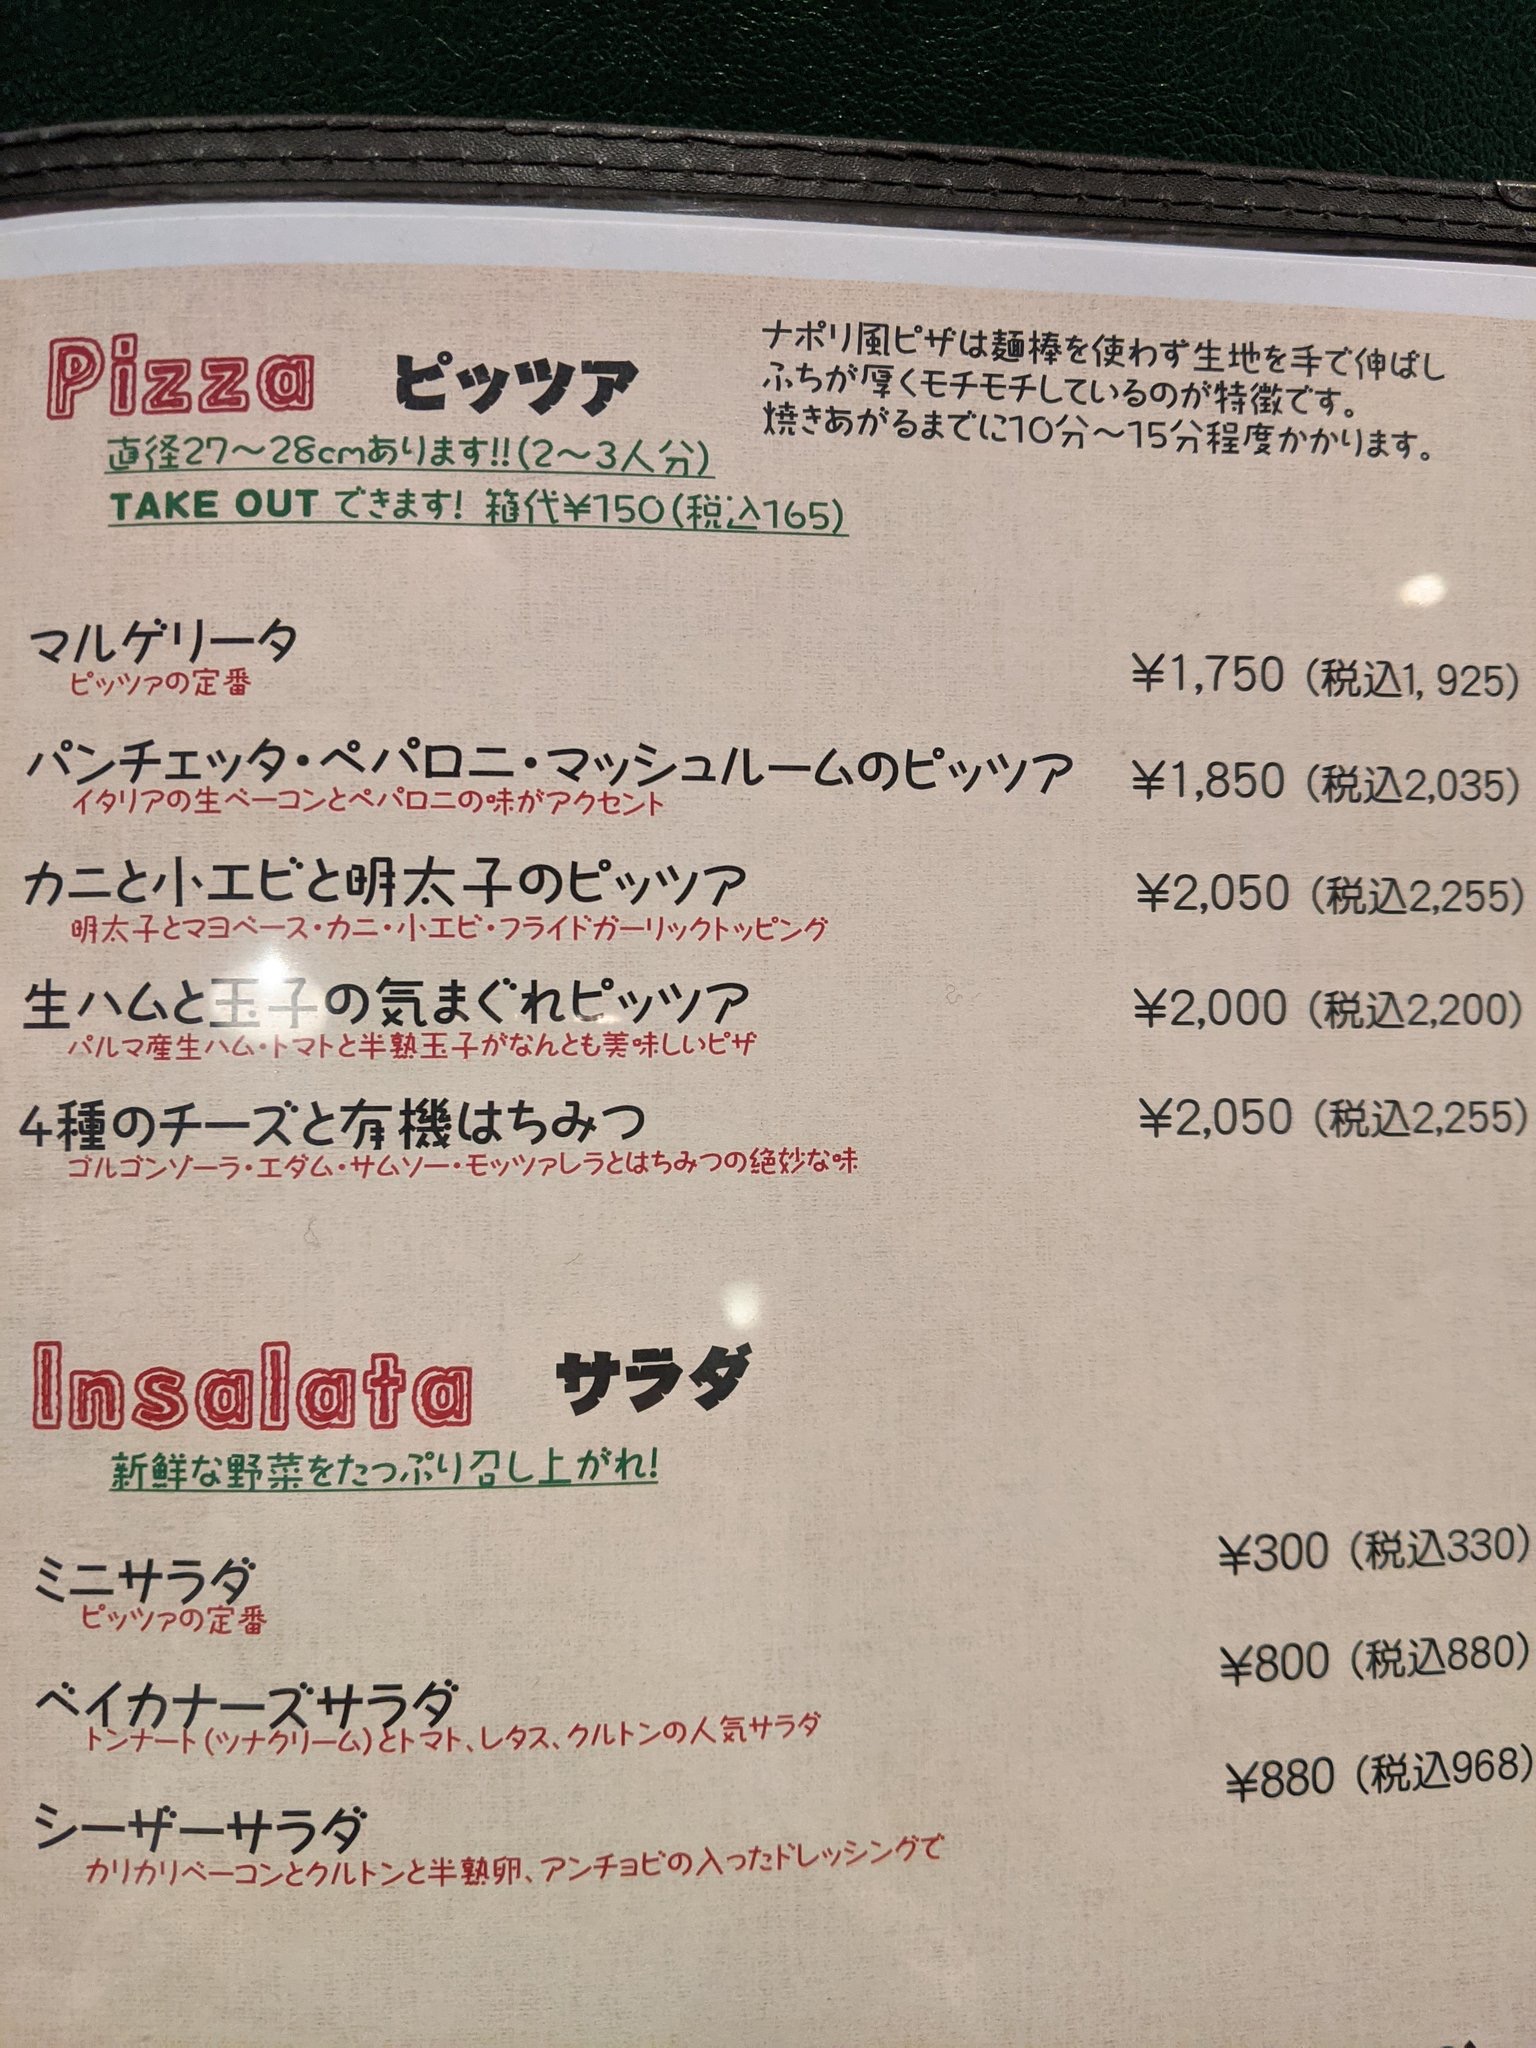 Pizza ピッツァ
ナポリ風ピザは麺棒を使わず生地を手で伸ばし
ふちが厚くモチモチしているのが特徴です。
焼きあがるまでに10分～15分程度かかります。
直径27～28cmあります!!(2～3人分)
TAKE OUT できます! 箱代¥150(税込165)
マルゲリータ ¥1,750 (税込1,925)
ピッツァの定番
パンチェッタ・ペパロニ・マッシュルームのピッツァ ¥1,850 (税込2,035)
イタリアの生ベーコンとペパロニの味がアクセント
カニと小エビと明太子のピッツァ ¥2,050 (税込2,255)
明太子とマヨベース・カニ・小エビ・フライドガーリックトッピング
生ハムと玉子の気まぐれピッツァ ¥2,000 (税込2,200)
パルマ産生ハム・トマトと半熟玉子がなんとも美味しいピザ
4種のチーズと有機はちみつ ¥2,050 (税込2,255)
ゴルゴンゾーラ・エダム・サムソー・モッツァレラとはちみつの絶妙な味
Insalata サラダ
新鮮な野菜をたっぷり召し上がれ!
ミニサラダ ¥300 (税込330)
ピッツァの定番
ベイカナーズサラダ ¥800 (税込880)
トンナート(ツナクリーム)とトマト、レタス、クルトンの人気サラダ
シーザーサラダ ¥880 (税込968)
カリカリベーコンとクルトンと半熟卵、アンチョビの入ったドレッシングで